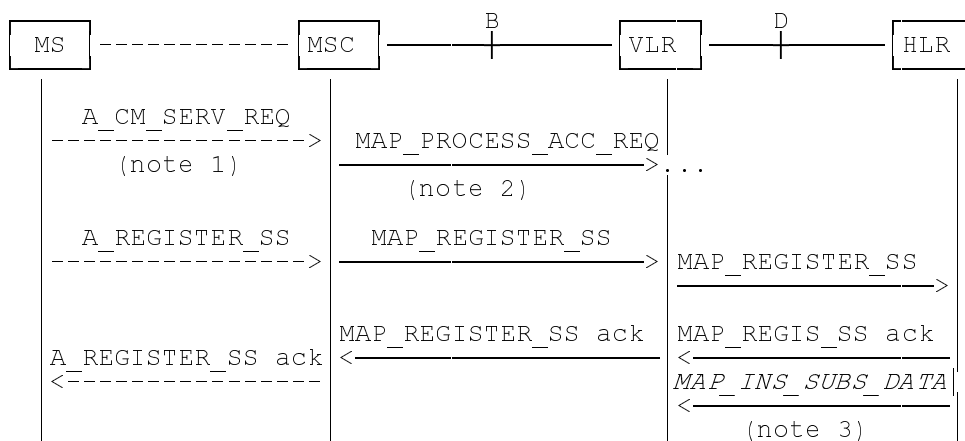 B D
MS MSC VLR HLR
A_CM_SERV_REQ
MAP_PROCESS_ACC_REQ
(note 1)
...
(note 2)
A_REGISTER_SS MAP_REGISTER_SS
MAP_REGISTER_SS
MAP_REGISTER_SS ack MAP_REGIS_SS ack
A_REGISTER_SS ack
MAP_INS_SUBS_DATA
(note 3)